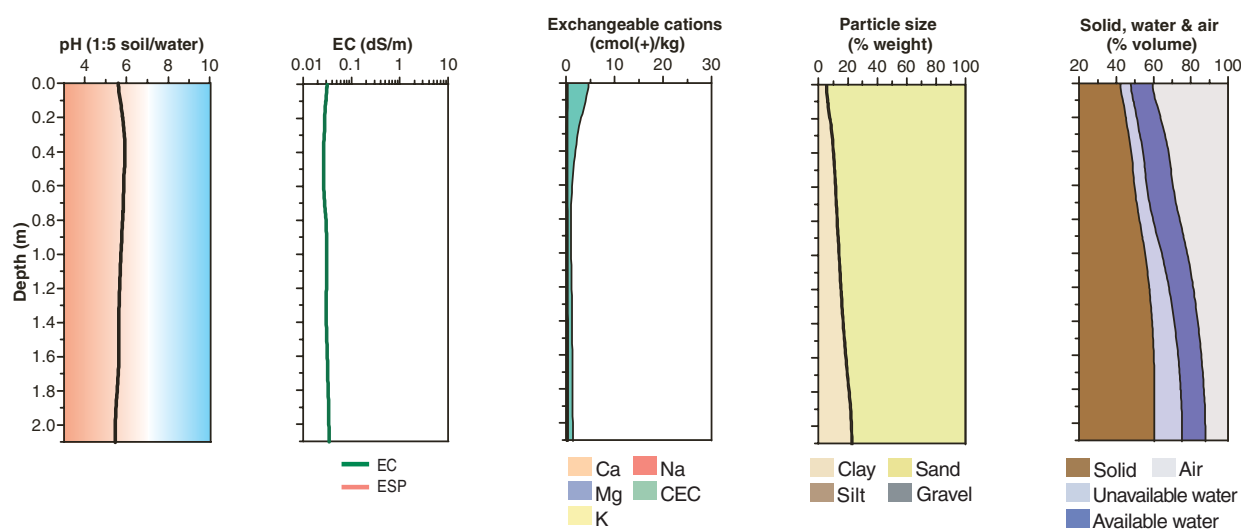 pH (1:5 soil/water)
4 6 8 10
EC (dS/m)
0.01 0.1 1 10
Exchangeable cations
(cmol(+)/kg)
0 10 20 30
Particle size
(% weight)
0 20 40 60 80 100
Solid, water & air
(% volume)
20 40 60 80 100
Depth (m)
0.0
0.2
0.4
0.6
0.8
1.0
1.2
1.4
1.6
1.8
2.0
EC
ESP
Ca Na
Mg CEC
K
Clay Sand
Silt Gravel
Solid Air
Unavailable water
Available water